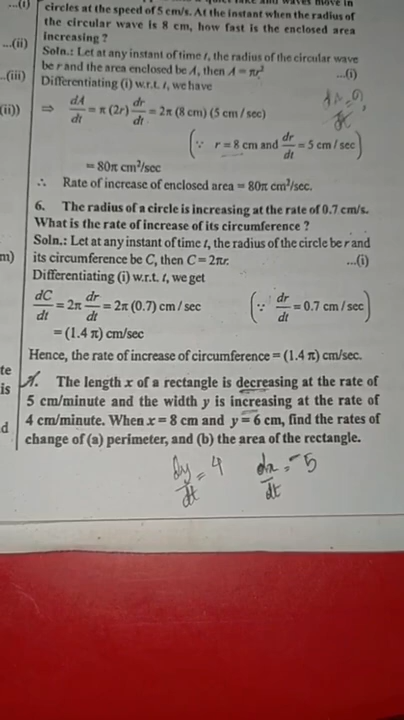 ...(i) circles at the speed of 5 cm/s. At the instant when the radius of
the circular wave is 8 cm, how fast is the enclosed area
...(ii) increasing ?
Soln.: Let at any instant of time t, the radius of the circular wave
...(iii) be r and the area enclosed be A, then A = πr² ...(i)
Differentiating (i) w.r.t. t, we have
(ii)) ⇒ dA/dt = π (2r) dr/dt = 2π (8 cm) (5 cm / sec)
(∵ r = 8 cm and dr/dt = 5 cm / sec)
= 80π cm²/sec
∴ Rate of increase of enclosed area = 80π cm²/sec.
6. The radius of a circle is increasing at the rate of 0.7 cm/s.
What is the rate of increase of its circumference ?
Soln.: Let at any instant of time t, the radius of the circle be r and
m) its circumference be C, then C = 2πr. ...(i)
Differentiating (i) w.r.t. t, we get
dC/dt = 2π dr/dt = 2π (0.7) cm / sec (∵ dr/dt = 0.7 cm / sec)
= (1.4 π) cm/sec
Hence, the rate of increase of circumference = (1.4 π) cm/sec.
te
is The length x of a rectangle is decreasing at the rate of
5 cm/minute and the width y is increasing at the rate of
d 4 cm/minute. When x = 8 cm and y = 6 cm, find the rates of
change of (a) perimeter, and (b) the area of the rectangle.
dy/dt = 4 dx/dt = -5